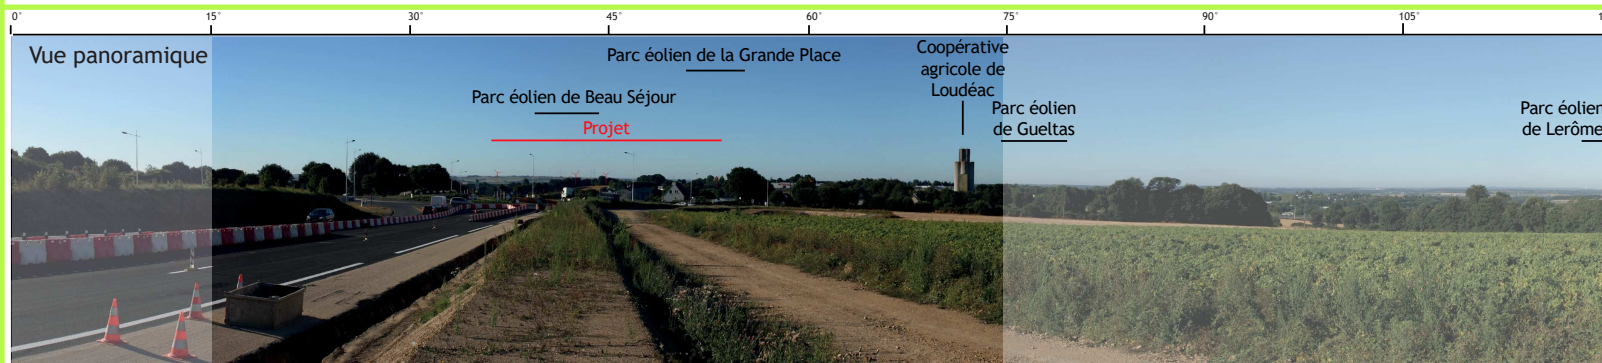 0° 15° 30° 45° 60° 75° 90° 105°
Vue panoramique
Parc éolien de la Grande Place
Parc éolien de Beau Séjour
Projet
Coopérative
agricole de
Loudéac
Parc éolien
de Gueltas
Parc éolien
de Lerôme